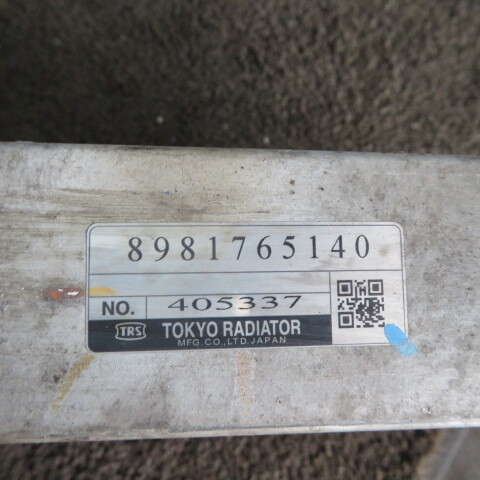 8981765140
NO. 405337
TRS TOKYO RADIATOR
MFG CO.,LTD.JAPAN